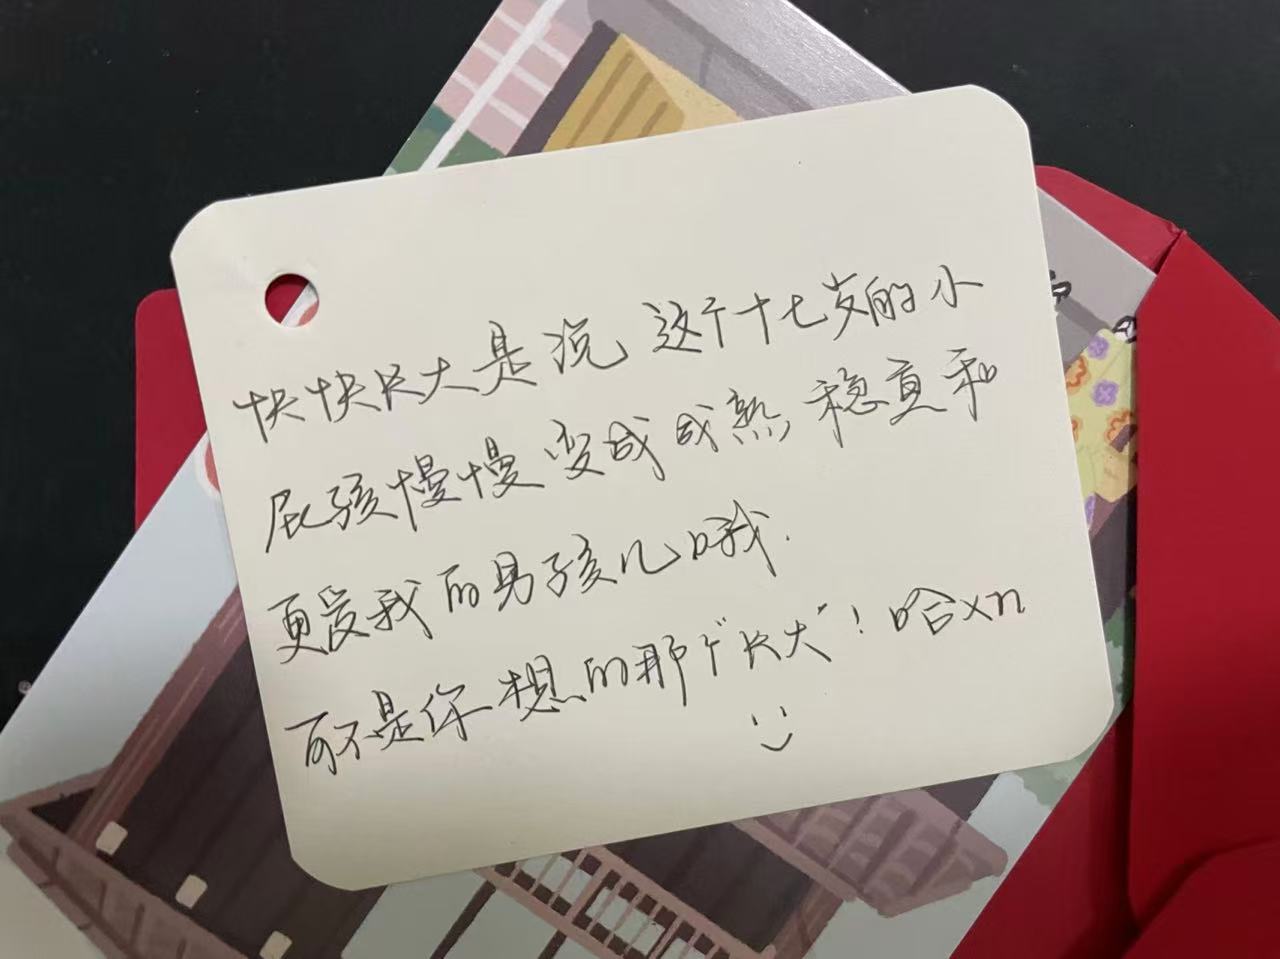 快快长大是说 这个十七岁的小
屁孩慢慢变成成熟 稳重和
更爱我的男孩儿哦.
可不是你想的那个"长大"！哈xn